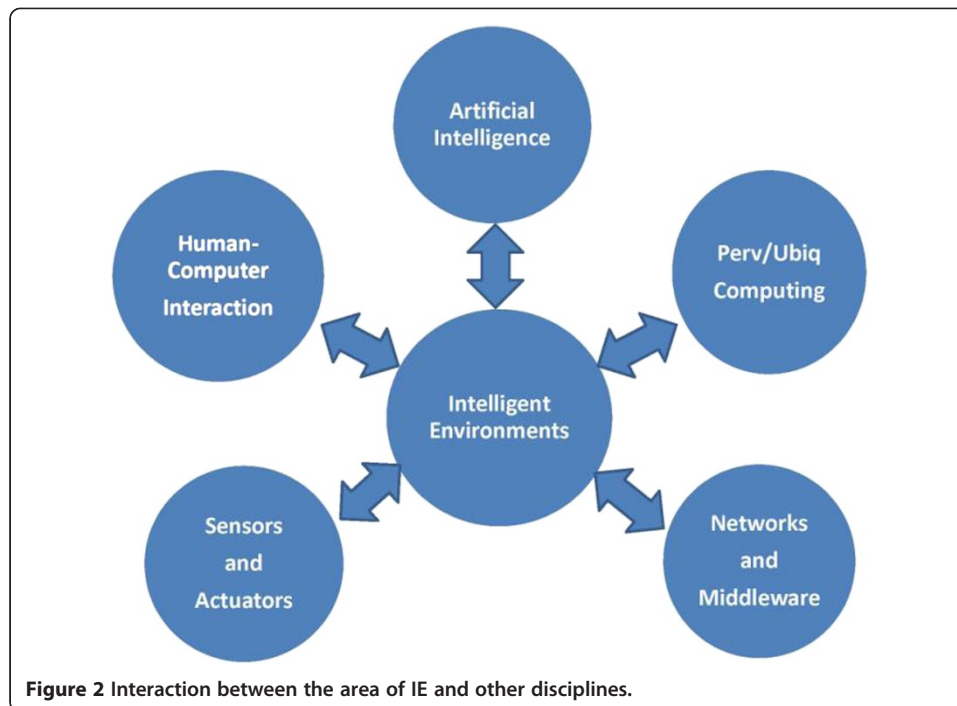 Artificial
Intelligence
Human-
Computer
Interaction
Perv/Ubiq
Computing
Intelligent
Environments
Sensors
and
Actuators
Networks
and
Middleware
Figure 2 Interaction between the area of IE and other disciplines.